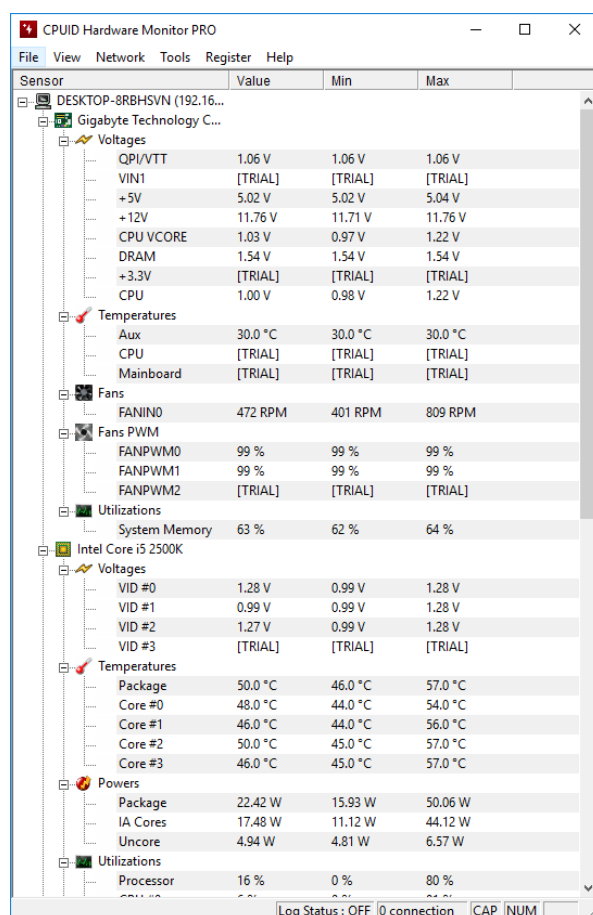 CPUID Hardware Monitor PRO
File View Network Tools Register Help
Sensor Value Min Max
DESKTOP-8RBHSVN (192.16...
Gigabyte Technology C...
Voltages
QPI/VTT 1.06 V 1.06 V 1.06 V
VIN1 [TRIAL] [TRIAL] [TRIAL]
+5V 5.02 V 5.02 V 5.04 V
+12V 11.76 V 11.71 V 11.76 V
CPU VCORE 1.03 V 0.97 V 1.22 V
DRAM 1.54 V 1.54 V 1.54 V
+3.3V [TRIAL] [TRIAL] [TRIAL]
CPU 1.00 V 0.98 V 1.22 V
Temperatures
Aux 30.0 °C 30.0 °C 30.0 °C
CPU [TRIAL] [TRIAL] [TRIAL]
Mainboard [TRIAL] [TRIAL] [TRIAL]
Fans
FANIN0 472 RPM 401 RPM 809 RPM
Fans PWM
FANPWM0 99 % 99 % 99 %
FANPWM1 99 % 99 % 99 %
FANPWM2 [TRIAL] [TRIAL] [TRIAL]
Utilizations
System Memory 63 % 62 % 64 %
Intel Core i5 2500K
Voltages
VID #0 1.28 V 0.99 V 1.28 V
VID #1 0.99 V 0.99 V 1.28 V
VID #2 1.27 V 0.99 V 1.28 V
VID #3 [TRIAL] [TRIAL] [TRIAL]
Temperatures
Package 50.0 °C 46.0 °C 57.0 °C
Core #0 48.0 °C 44.0 °C 54.0 °C
Core #1 46.0 °C 44.0 °C 56.0 °C
Core #2 50.0 °C 45.0 °C 57.0 °C
Core #3 46.0 °C 45.0 °C 57.0 °C
Powers
Package 22.42 W 15.93 W 50.06 W
IA Cores 17.48 W 11.12 W 44.12 W
Uncore 4.94 W 4.81 W 6.57 W
Utilizations
Processor 16 % 0 % 80 %
Log Status : OFF 0 connection CAP NUM